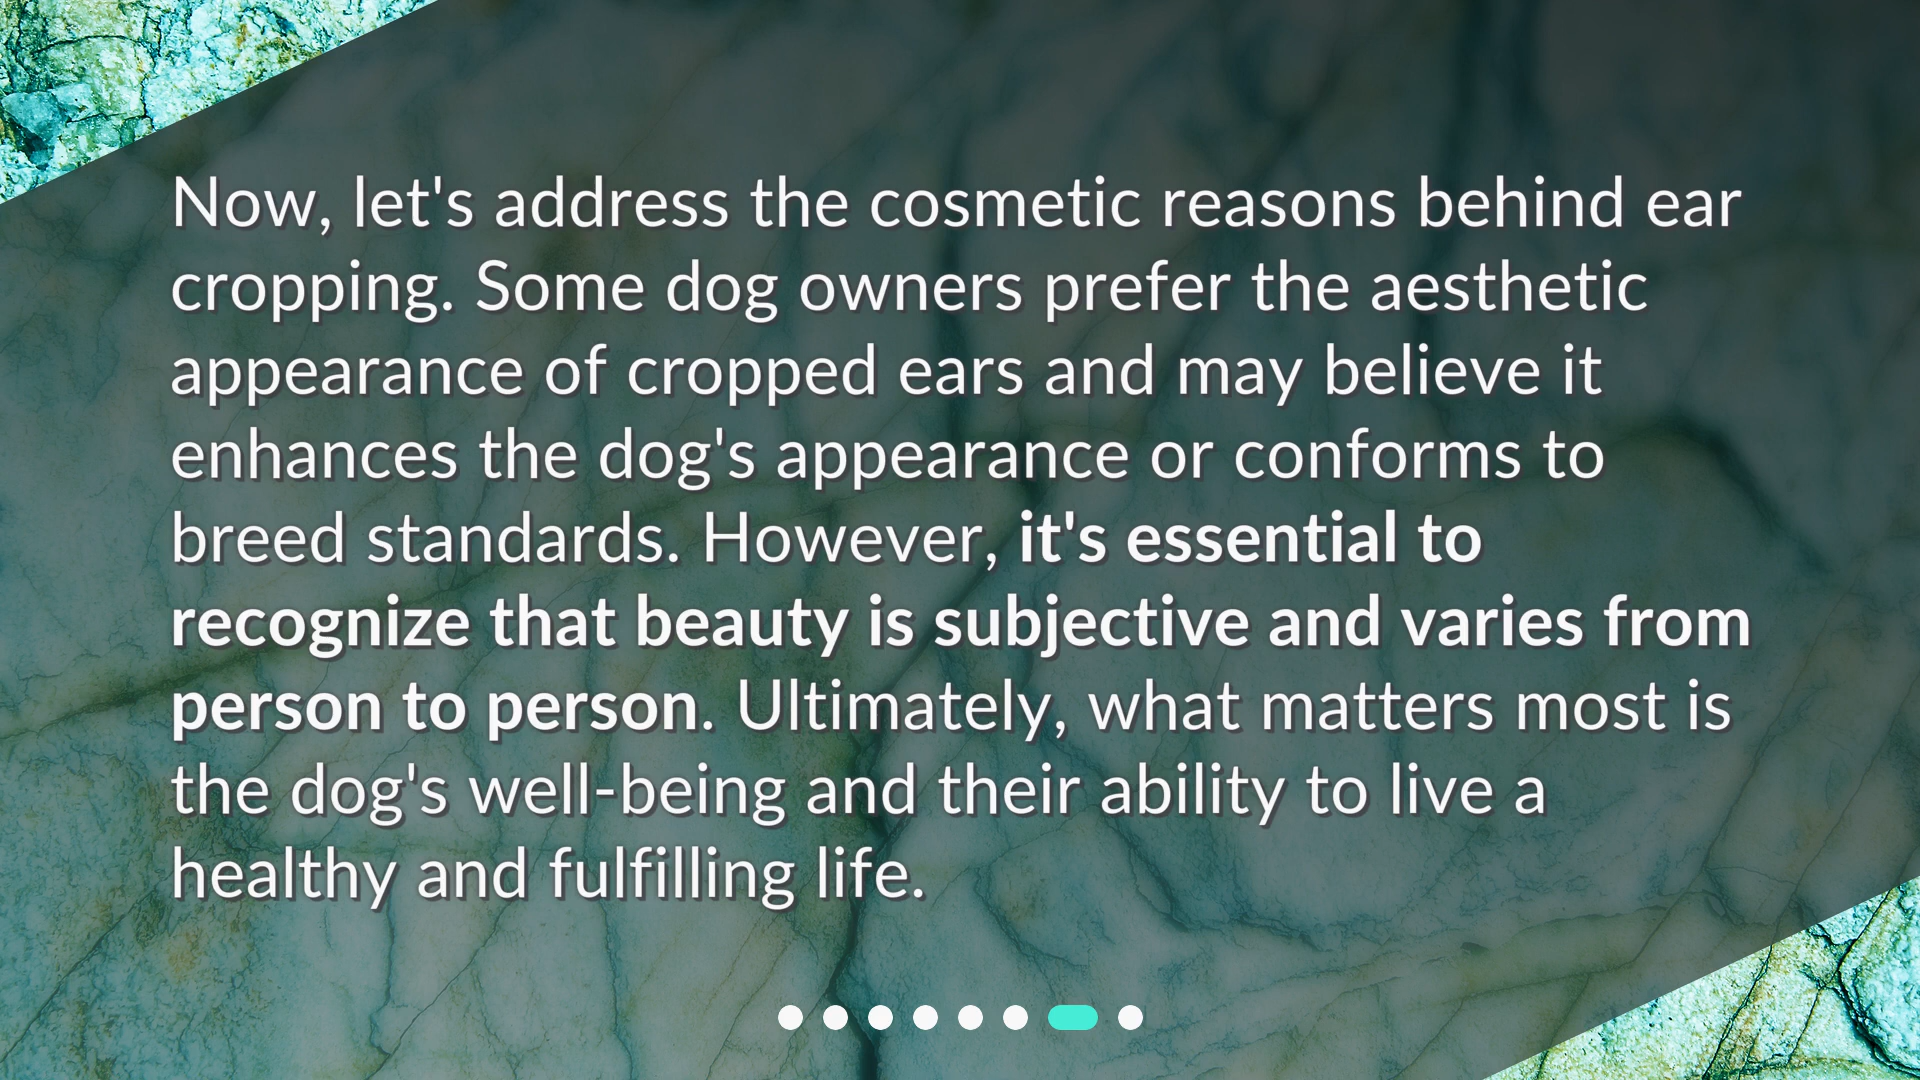 Now, let's address the cosmetic reasons behind ear
cropping. Some dog owners prefer the aesthetic
appearance of cropped ears and may believe it
enhances the dog's appearance or conforms to
breed standards. However, it's essential to
recognize that beauty is subjective and varies from
person to person. Ultimately, what matters most is
the dog's well-being and their ability to live a
healthy and fulfilling life.